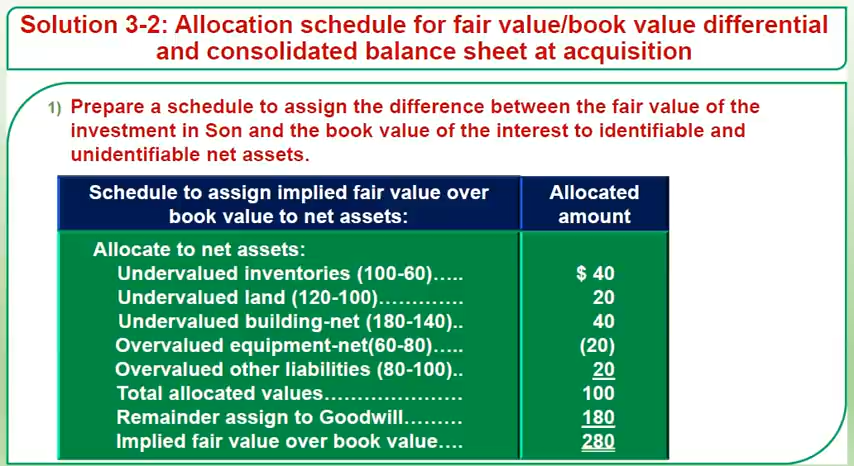 Solution 3-2: Allocation schedule for fair value/book value differential
and consolidated balance sheet at acquisition
1) Prepare a schedule to assign the difference between the fair value of the
investment in Son and the book value of the interest to identifiable and
unidentifiable net assets.
Schedule to assign implied fair value over
book value to net assets:
Allocated
amount
Allocate to net assets:
Undervalued inventories (100-60)..... $ 40
Undervalued land (120-100)............. 20
Undervalued building-net (180-140).. 40
Overvalued equipment-net(60-80)..... (20)
Overvalued other liabilities (80-100).. 20
Total allocated values..................... 100
Remainder assign to Goodwill......... 180
Implied fair value over book value.... 280